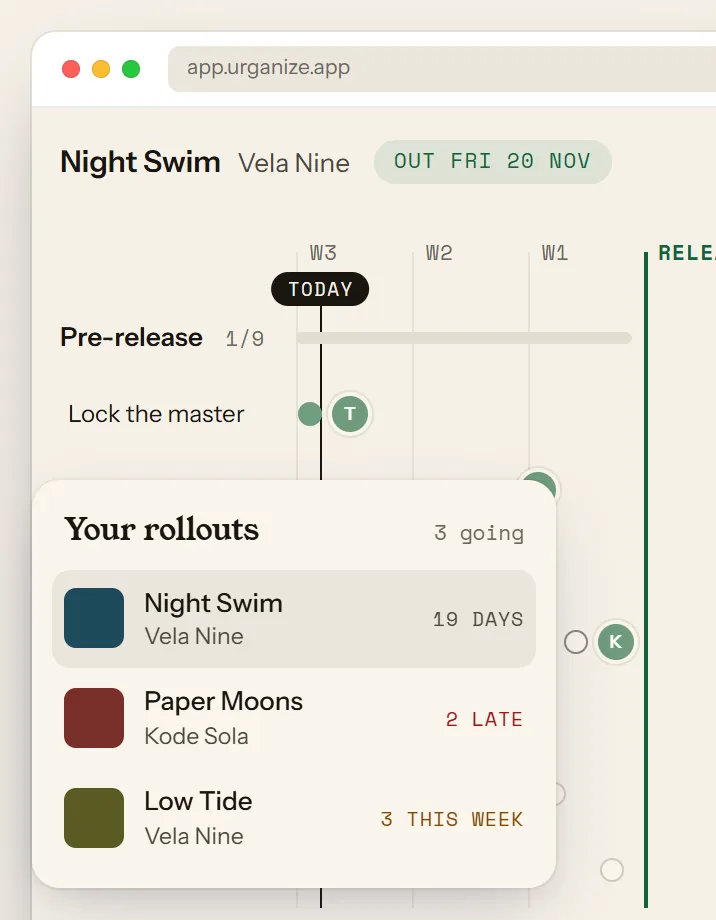 app.urganize.app
Night Swim Vela Nine OUT FRI 20 NOV
W3 W2 W1
TODAY
Pre-release 1/9
Lock the master T
Your rollouts 3 going
Night Swim
Vela Nine
19 DAYS
K
Paper Moons
Kode Sola
2 LATE
Low Tide
Vela Nine
3 THIS WEEK